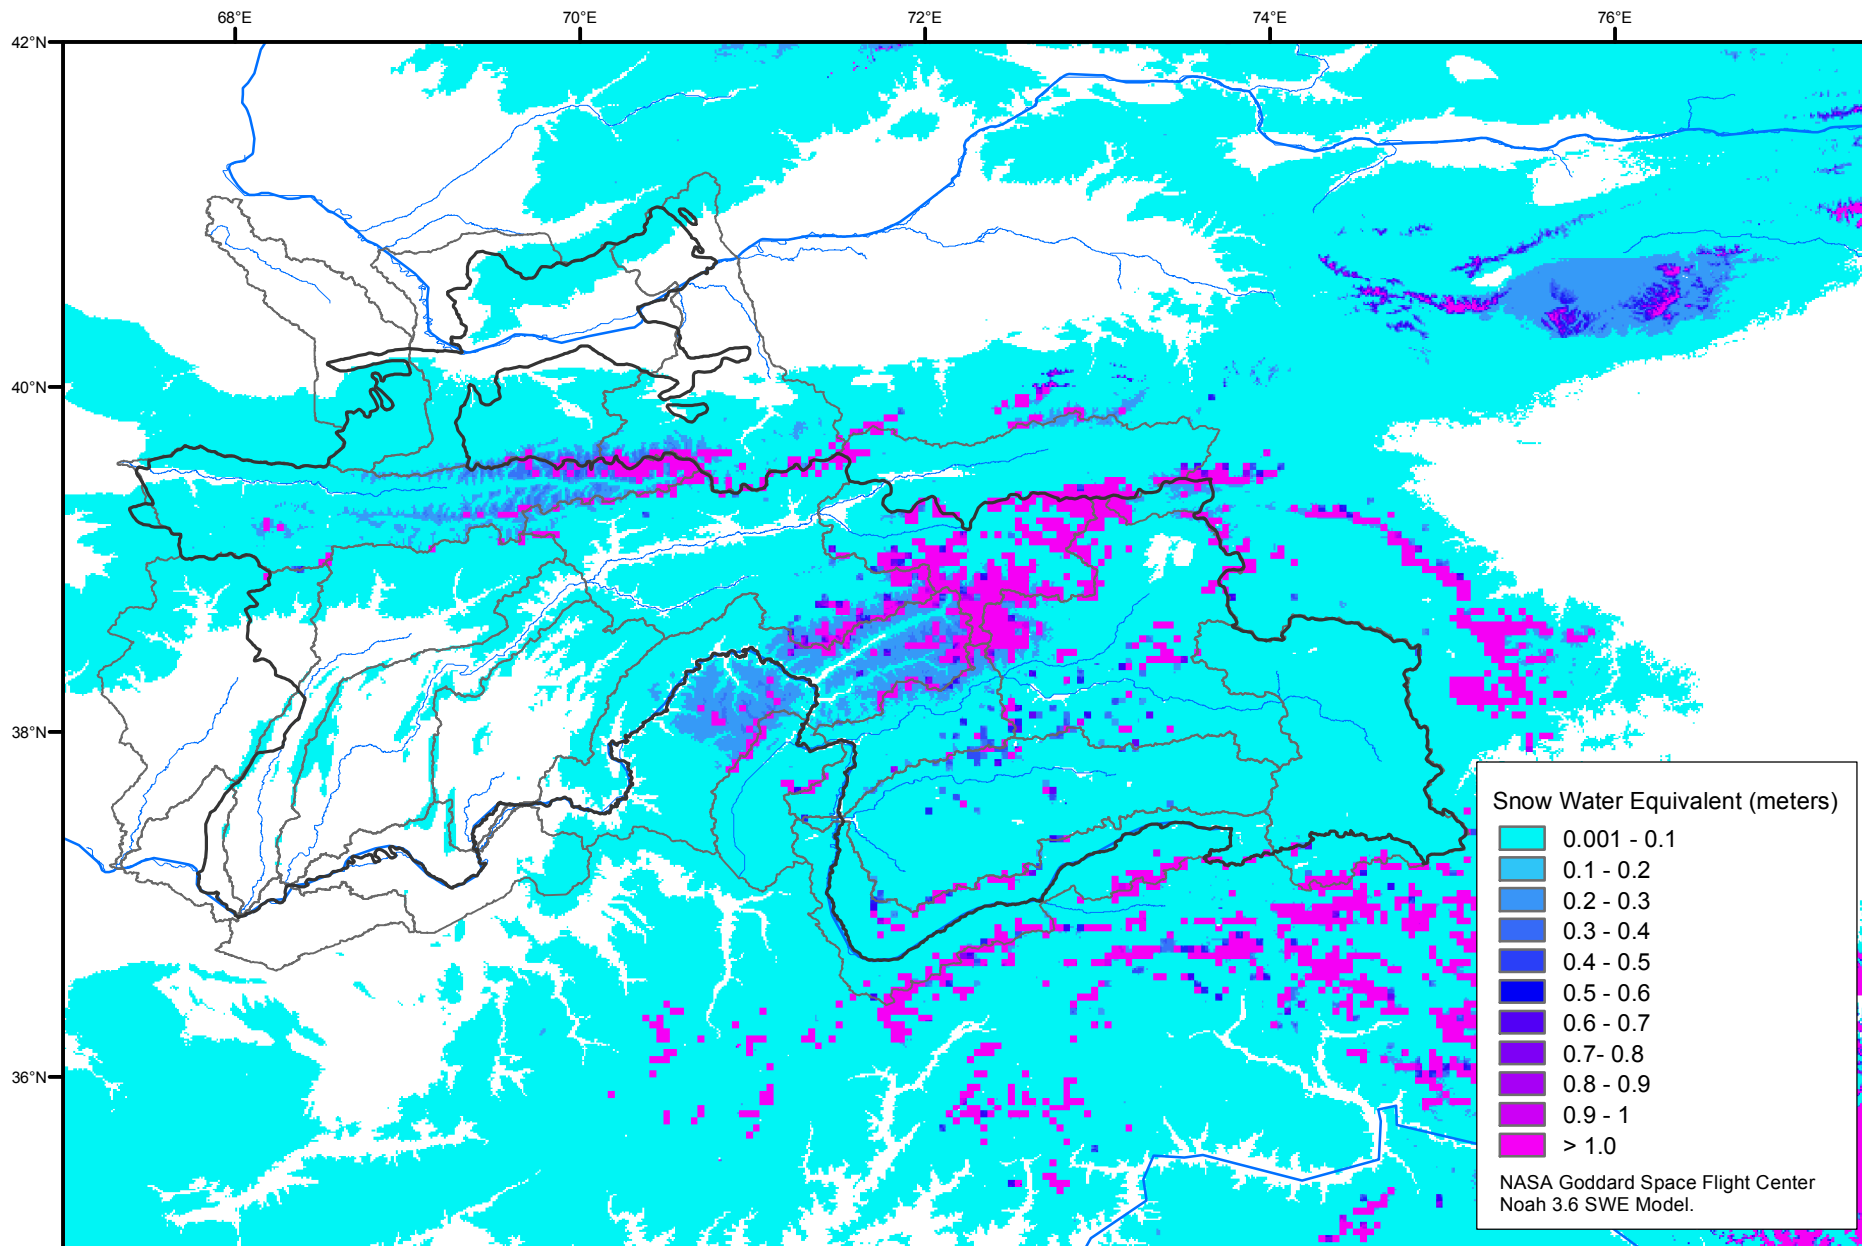 68°E 70°E 72°E 74°E 76°E
42°N
40°N
38°N
36°N
Snow Water Equivalent (meters)
0.001 - 0.1
0.1 - 0.2
0.2 - 0.3
0.3 - 0.4
0.4 - 0.5
0.5 - 0.6
0.6 - 0.7
0.7- 0.8
0.8 - 0.9
0.9 - 1
> 1.0
NASA Goddard Space Flight Center
Noah 3.6 SWE Model.